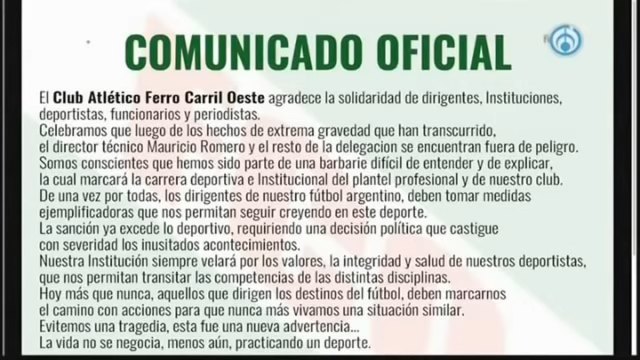 COMUNICADO OFICIAL
El Club Atlético Ferro Carril Oeste agradece la solidaridad de dirigentes, Instituciones,
deportistas, funcionarios y periodistas.
Celebramos que luego de los hechos de extrema gravedad que han transcurrido,
el director técnico Mauricio Romero y el resto de la delegacion se encuentran fuera de peligro.
Somos conscientes que hemos sido parte de una barbarie difícil de entender y de explicar,
la cual marcará la carrera deportiva e Institucional del plantel profesional y de nuestro club.
De una vez por todas, los dirigentes de nuestro fútbol argentino, deben tomar medidas
ejemplificadoras que nos permitan seguir creyendo en este deporte.
La sanción ya excede lo deportivo, requiriendo una decisión política que castigue
con severidad los inusitados acontecimientos.
Nuestra Institución siempre velará por los valores, la integridad y salud de nuestros deportistas,
que nos permitan transitar las competencias de las distintas disciplinas.
Hoy más que nunca, aquellos que dirigen los destinos del fútbol, deben marcarnos
el camino con acciones para que nunca más vivamos una situación similar.
Evitemos una tragedia, esta fue una nueva advertencia...
La vida no se negocia, menos aún, practicando un deporte.